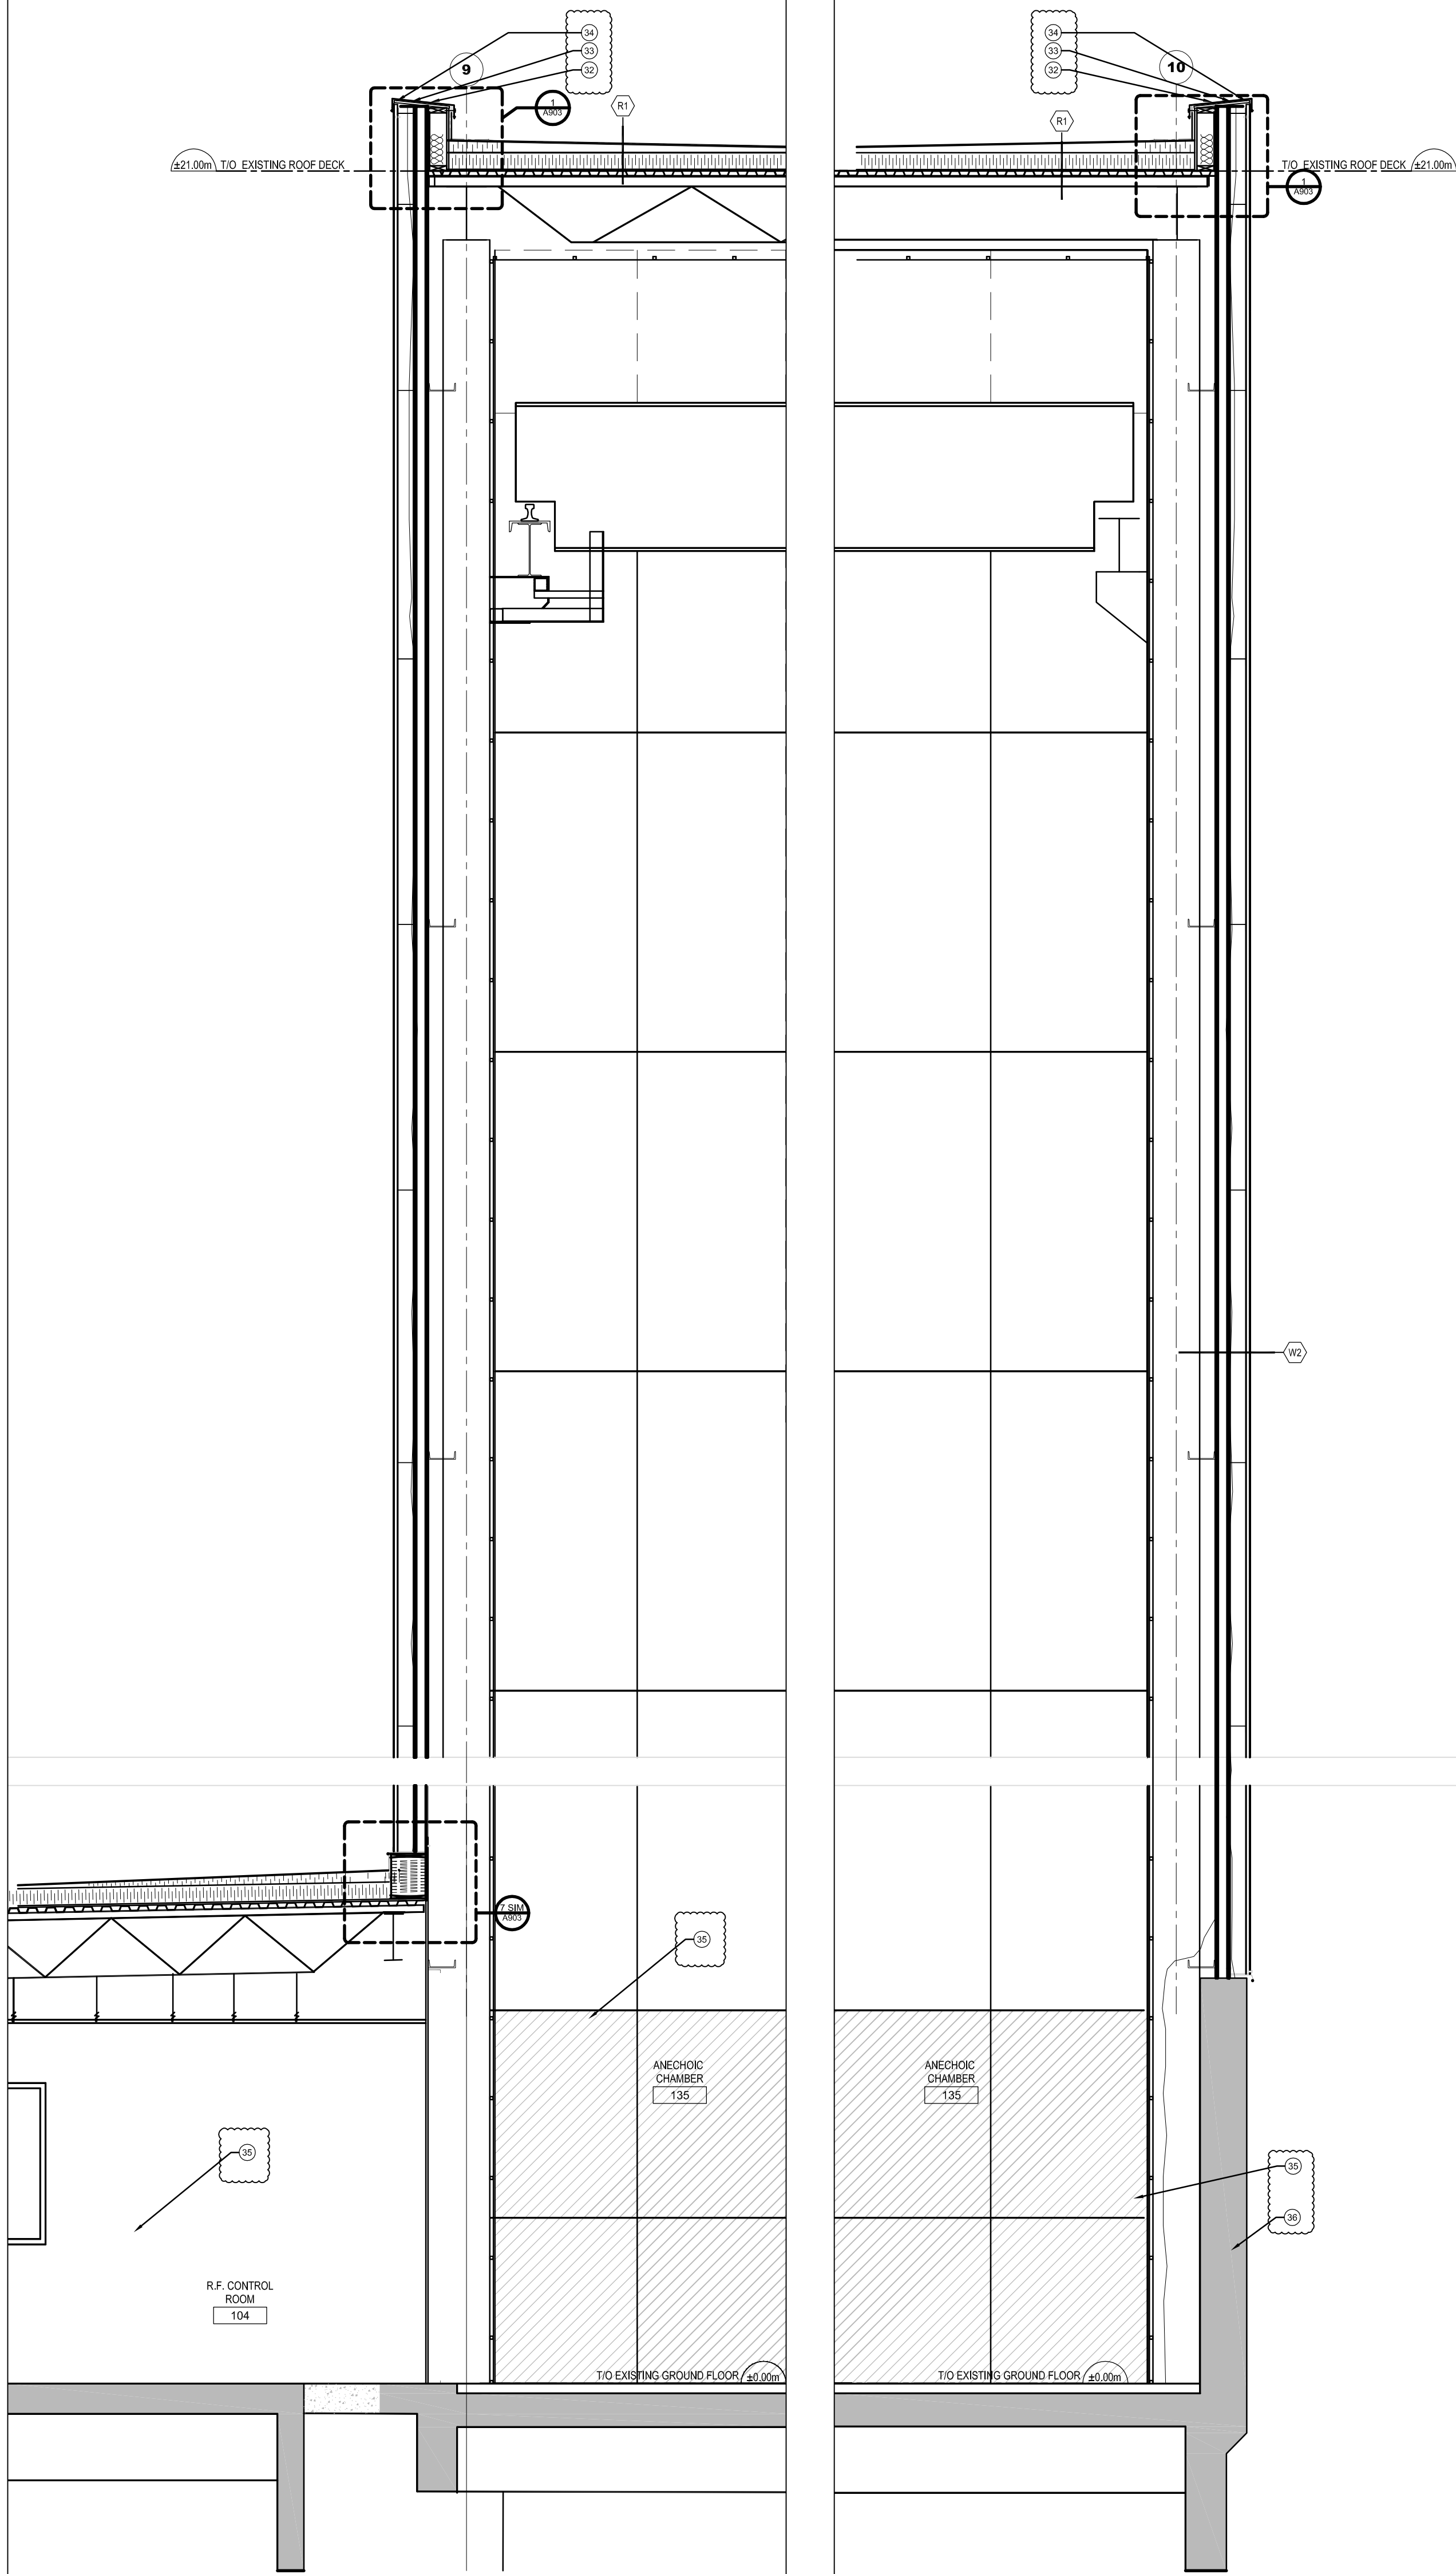 34
33
32
9
1
A903
R1
±21.00m T/O EXISTING ROOF DECK
34
33
32
10
R1
T/O EXISTING ROOF DECK ±21.00m
1
A903
W2
7 SIM
A903
35
ANECHOIC
CHAMBER
135
ANECHOIC
CHAMBER
135
35
35
36
R.F. CONTROL
ROOM
104
T/O EXISTING GROUND FLOOR ±0.00m
T/O EXISTING GROUND FLOOR ±0.00m